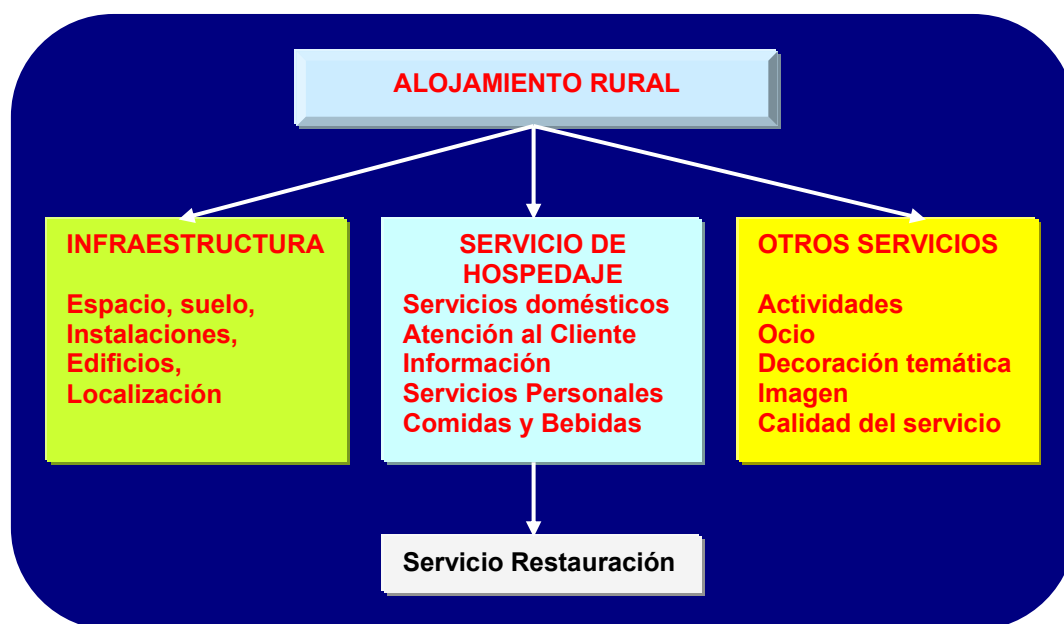 ALOJAMIENTO RURAL
INFRAESTRUCTURA
Espacio, suelo,
Instalaciones,
Edificios,
Localización
SERVICIO DE
HOSPEDAJE
Servicios domésticos
Atención al Cliente
Información
Servicios Personales
Comidas y Bebidas
OTROS SERVICIOS
Actividades
Ocio
Decoración temática
Imagen
Calidad del servicio
Servicio Restauración